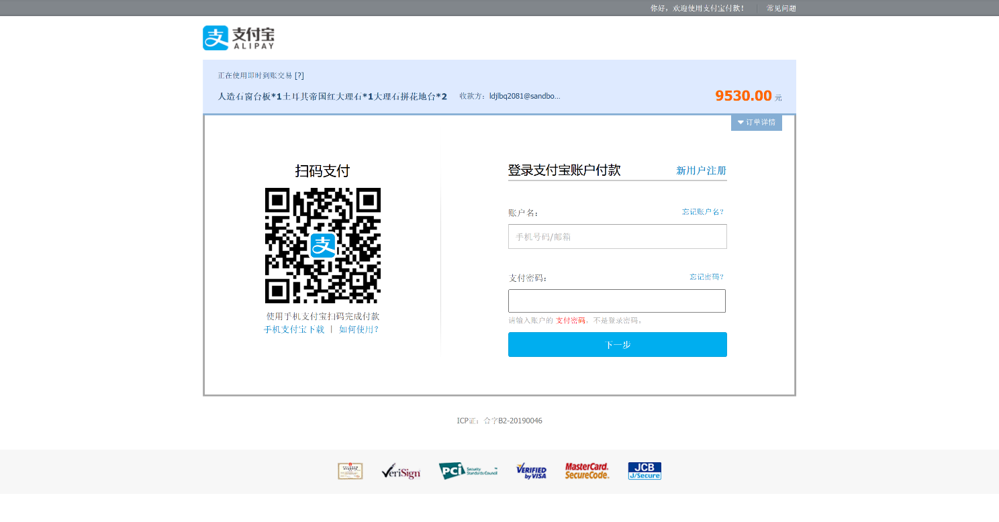 你好，欢迎使用支付宝付款！ 常见问题
支付宝
ALIPAY
正在使用即时到账交易 [?]
人造石窗台板*1土耳其帝国红大理石*1大理石拼花地台*2 收款方：ldjlbq2081@sandbo... 9530.00 元
订单详情
扫码支付
支
使用手机支付宝扫码完成付款
手机支付宝下载 | 如何使用？
登录支付宝账户付款 新用户注册
账户名： 忘记账户名？
手机号码/邮箱
支付密码： 忘记密码？
请输入账户的 支付密码，不是登录密码。
下一步
ICP证：合字B2-20190046
VeriSign
PCI Security Standards Council
VERIFIED by VISA
MasterCard. SecureCode.
JCB J/Secure